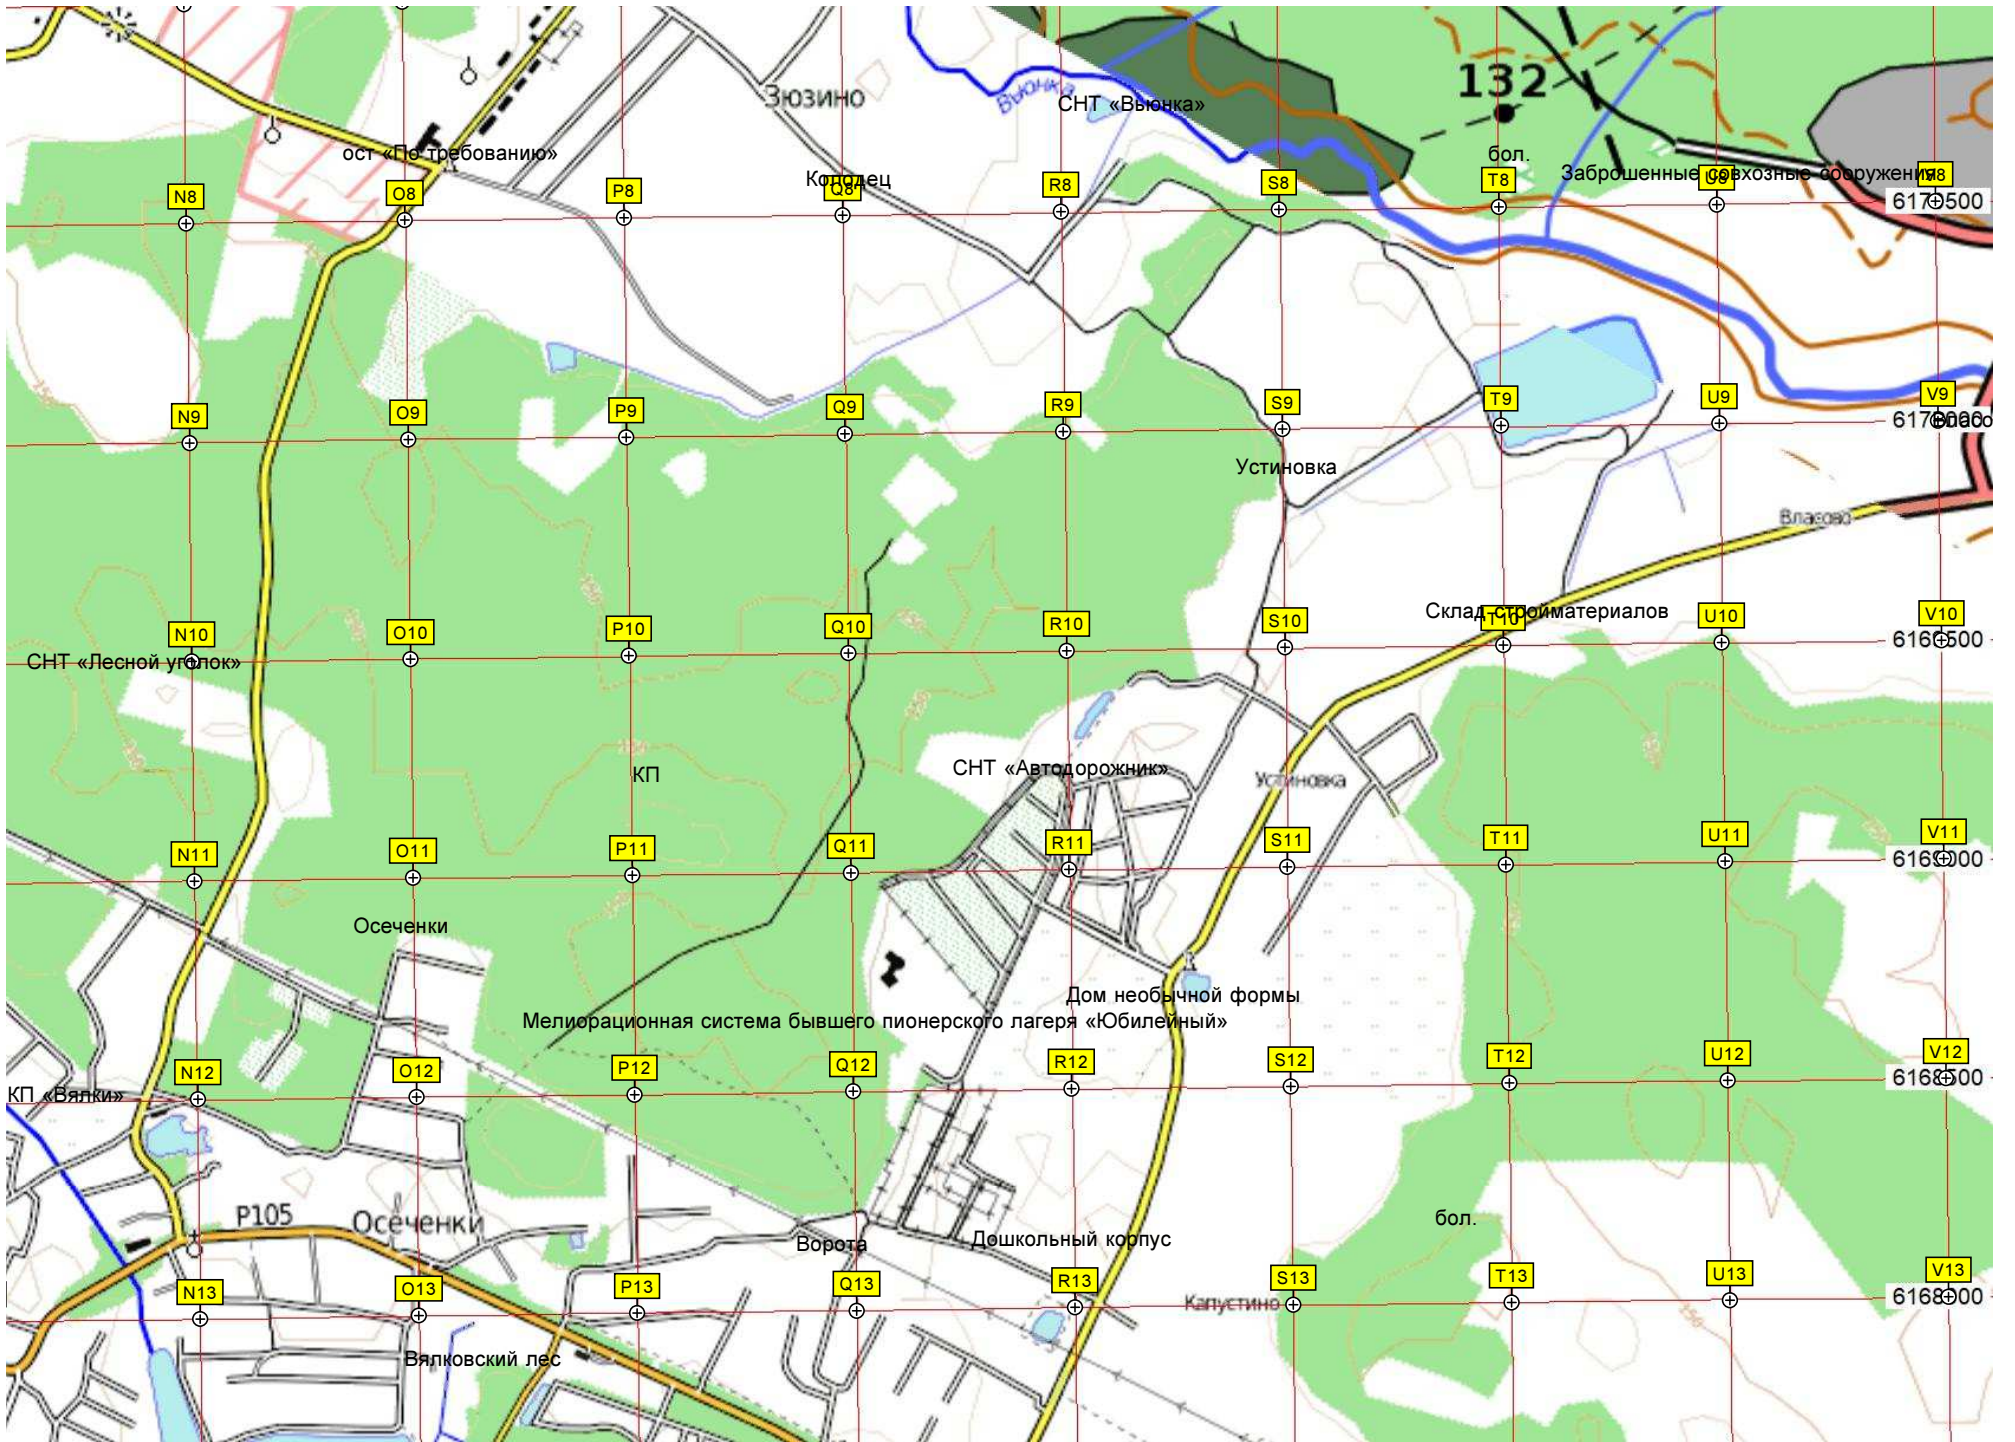 Зюзино
Вьюнка
СНТ «Вьюнка»
132
ост «По требованию»
бол.
Колодец
Заброшенные совхозные сооружения
N8
O8
P8
Q8
R8
S8
T8
U8
V8
N9
O9
P9
Q9
R9
S9
T9
U9
V9
Устиновка
Власово
N10
O10
P10
Q10
R10
S10
Склад стройматериалов
T10
U10
V10
СНТ «Лесной уголок»
КП
СНТ «Автодорожник»
Устиновка
N11
O11
P11
Q11
R11
S11
T11
U11
V11
6169000
Осеченки
Дом необычной формы
Мелиорационная система бывшего пионерского лагеря «Юбилейный»
N12
O12
P12
Q12
R12
S12
T12
U12
V12
КП «Вялки»
6168500
P105
Осеченки
Ворота
Дошкольный корпус
бол.
N13
O13
P13
Q13
R13
S13
T13
U13
V13
Капустино
6168000
150
Вялковский лес